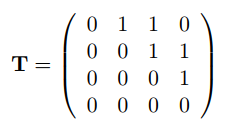 0 1 1 0
0 0 1 1
T =
0 0 0 1
0 0 0 0